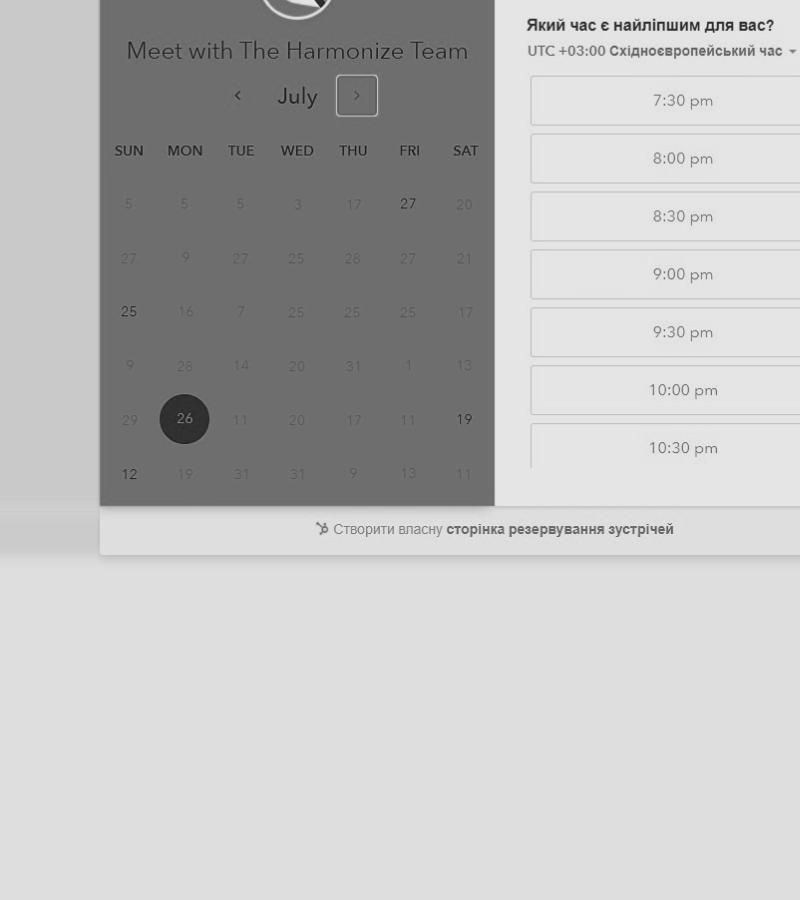 Meet with The Harmonize Team
July
SUN MON TUE WED THU FRI SAT
5 5 5 3 17 27 20
27 9 27 25 28 27 21
25 16 7 25 25 25 17
9 28 14 20 31 1 13
29 26 11 20 17 11 19
12 19 31 31 9 13 11
Який час є найліпшим для вас?
UTC +03:00 Східноєвропейський час
7:30 pm
8:00 pm
8:30 pm
9:00 pm
9:30 pm
10:00 pm
10:30 pm
Створити власну сторінка резервування зустрічей